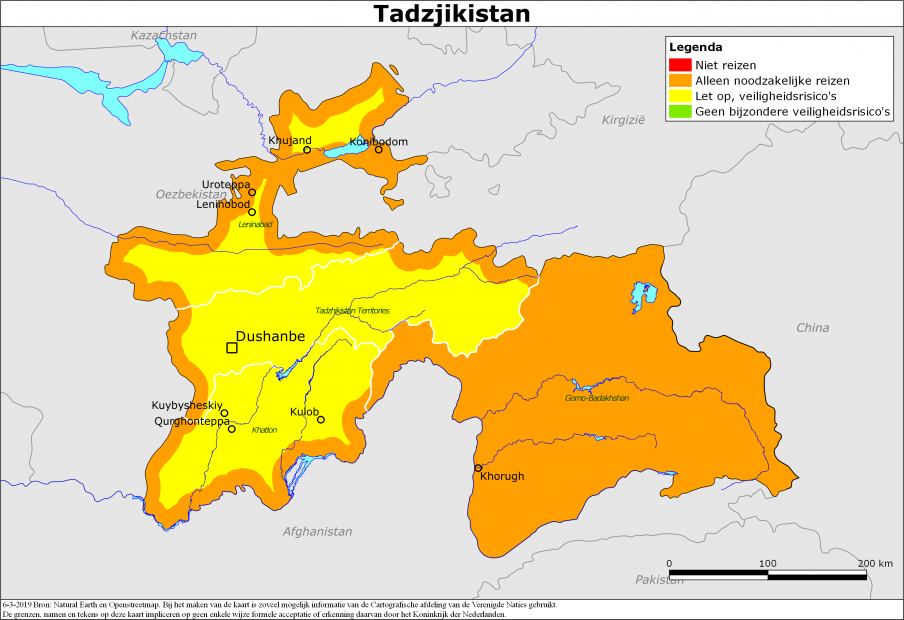 Tadzjikistan
Kazachstan
Legenda
Niet reizen
Alleen noodzakelijke reizen
Let op, veiligheidsrisico's
Geen bijzondere veiligheidsrisico's
Kirgizië
Khujand
Konibodom
Uroteppa
Oezbekistan
Leninobod
Leninabad
Tadzhikistan Territories
China
Dushanbe
Gorno-Badakhshan
Kuybysheskiy
Kulob
Qurghonteppa
Khatlon
Khorugh
Afghanistan
Pakistan
0 100 200 km
6-3-2019 Bron: Natural Earth en Openstreetmap. Bij het maken van de kaart is zoveel mogelijk informatie van de Cartografische afdeling van de Verenigde Naties gebruikt.
De grenzen, namen en tekens op deze kaart impliceren op geen enkele wijze formele acceptatie of erkenning daarvan door het Koninkrijk der Nederlanden.